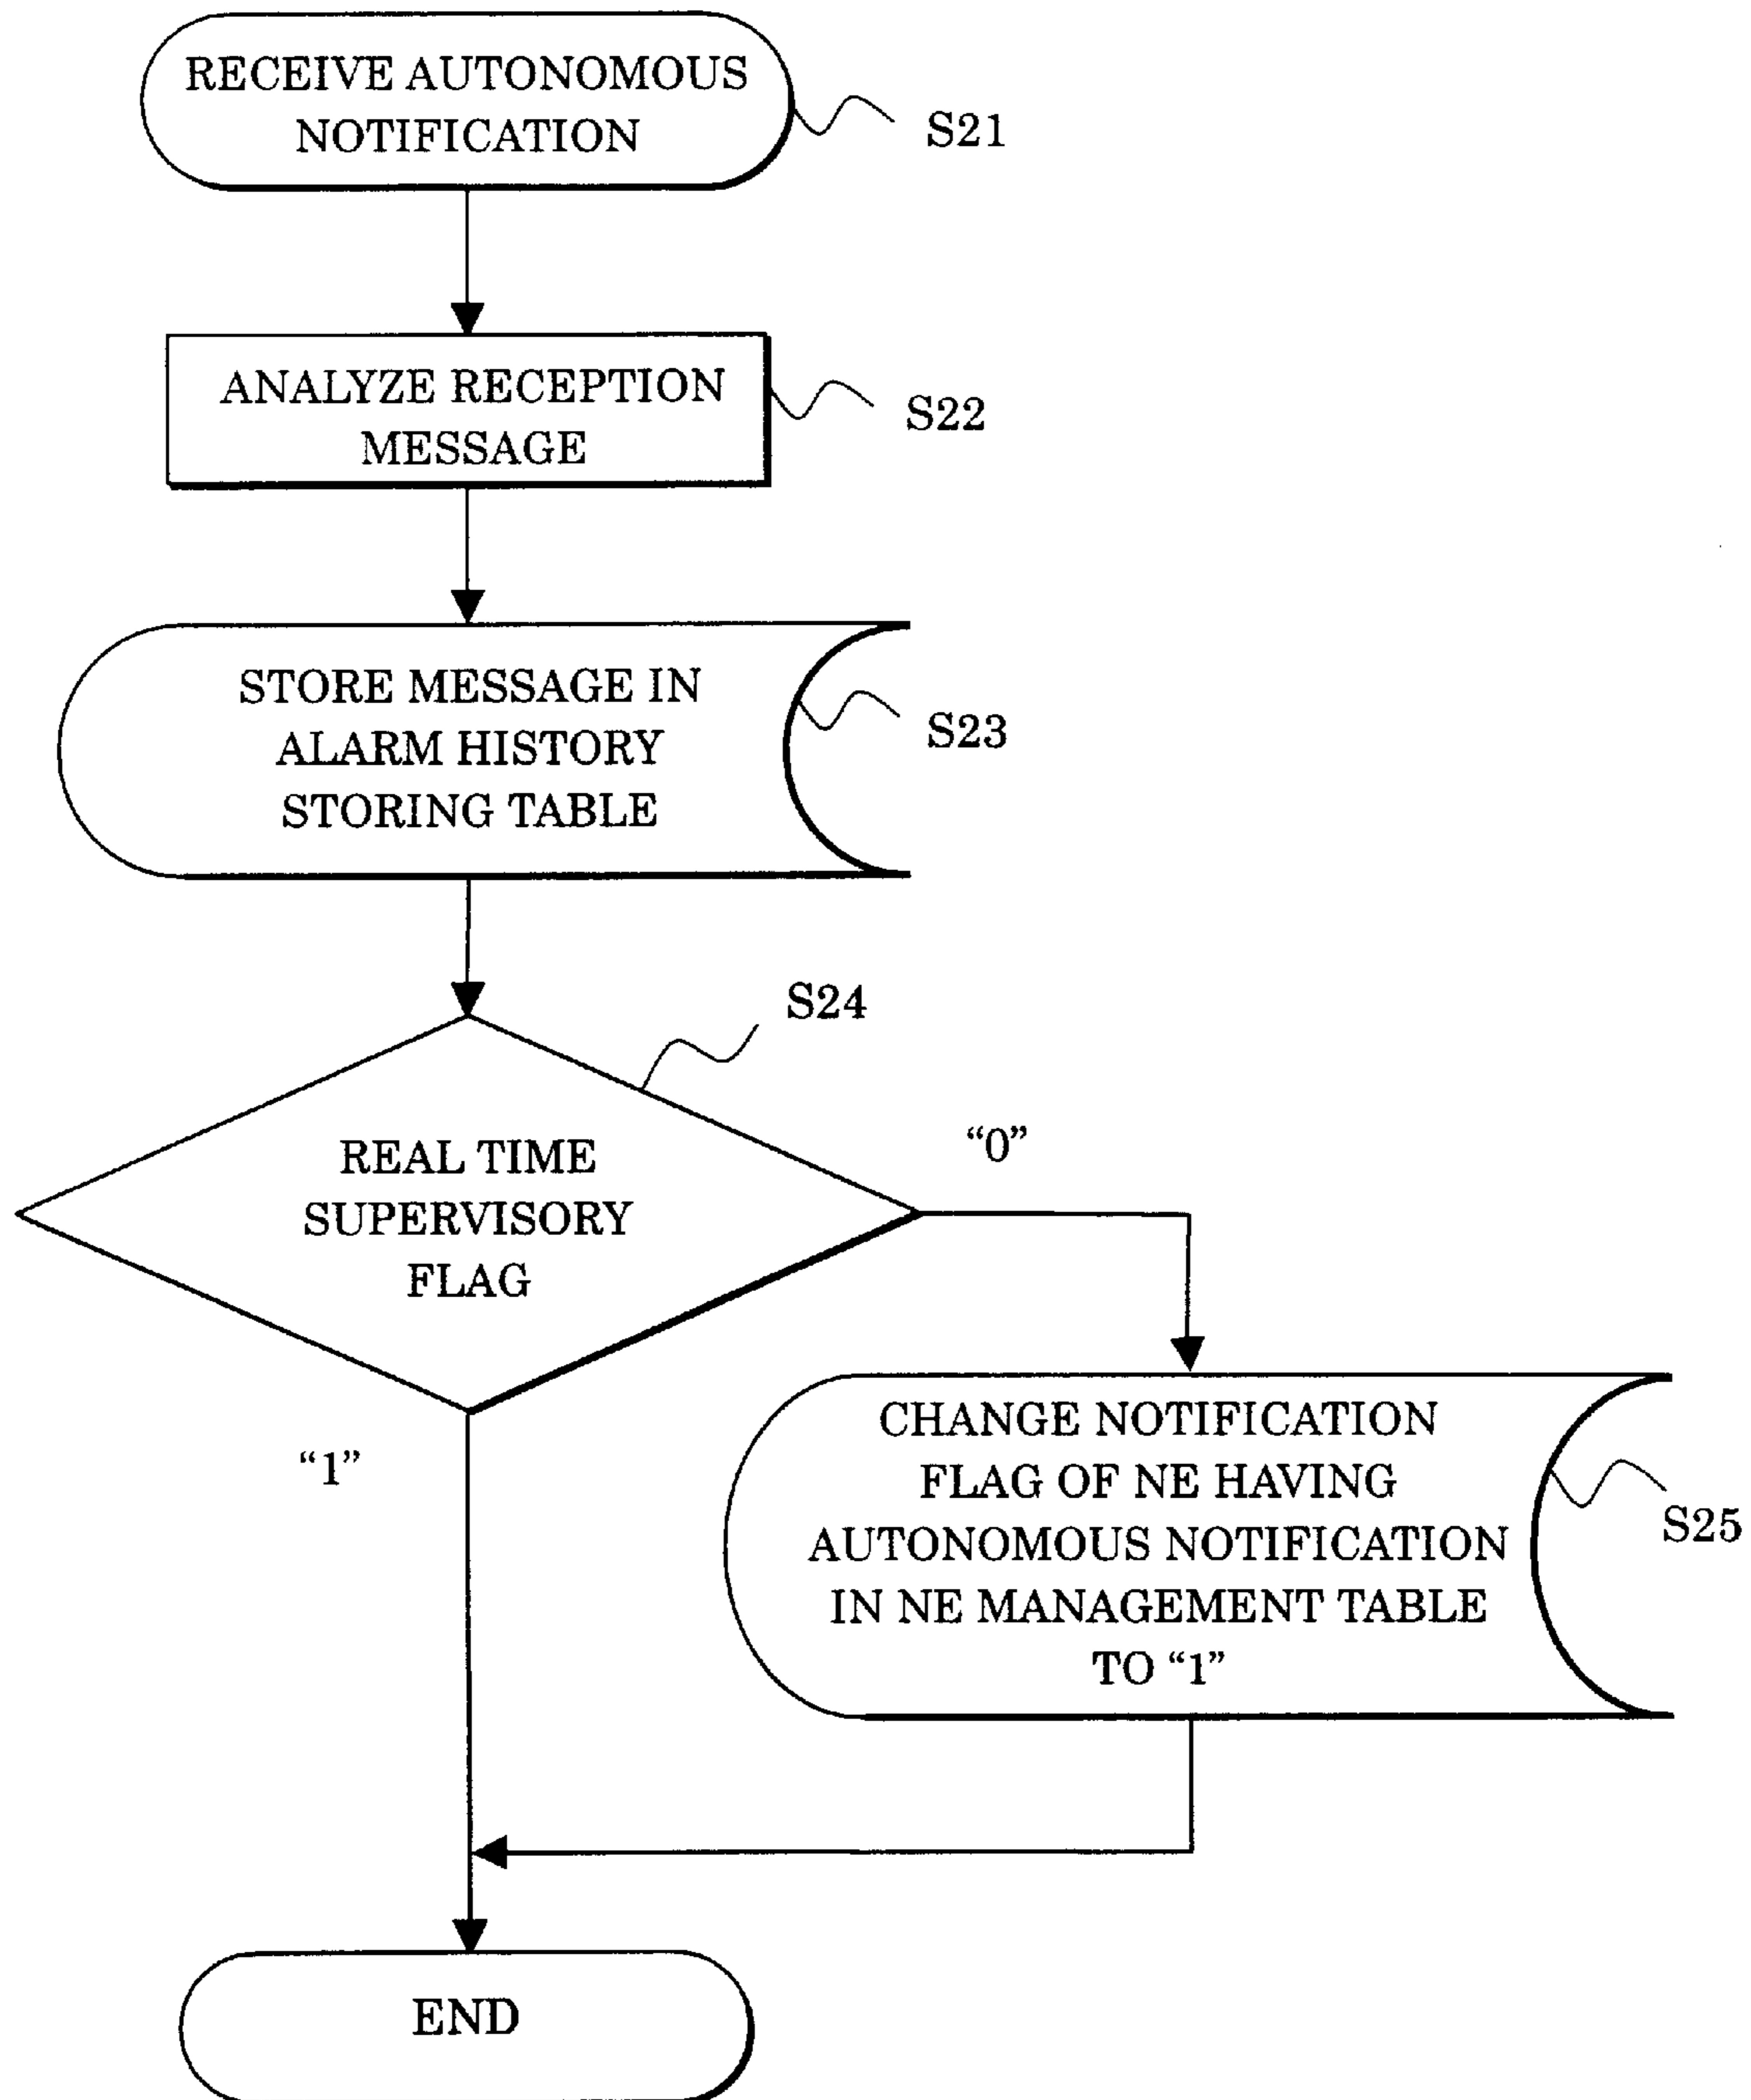 RECEIVE AUTONOMOUS
NOTIFICATION
S21
ANALYZE RECEPTION
MESSAGE
S22
STORE MESSAGE IN
ALARM HISTORY
STORING TABLE
S23
S24
REAL TIME
SUPERVISORY
FLAG
“0”
“1”
CHANGE NOTIFICATION
FLAG OF NE HAVING
AUTONOMOUS NOTIFICATION
IN NE MANAGEMENT TABLE
TO “1”
S25
END